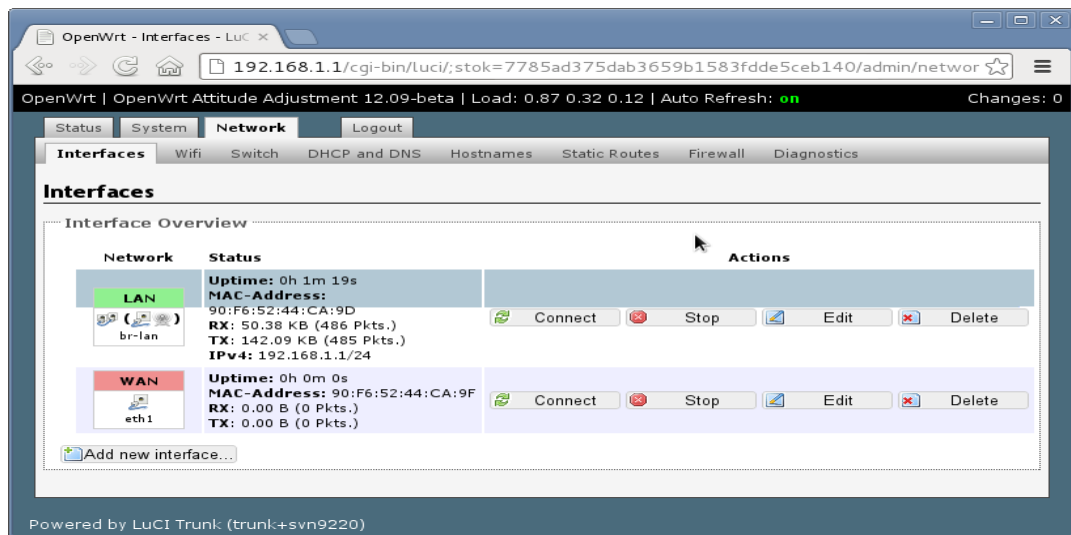 OpenWrt - Interfaces - LuC
192.168.1.1/cgi-bin/luci/;stok=7785ad375dab3659b1583fdde5ceb140/admin/networ
OpenWrt | OpenWrt Attitude Adjustment 12.09-beta | Load: 0.87 0.32 0.12 | Auto Refresh: on Changes: 0
Status System Network Logout
Interfaces Wifi Switch DHCP and DNS Hostnames Static Routes Firewall Diagnostics
Interfaces
Interface Overview
Network Status Actions
LAN
br-lan
Uptime: 0h 1m 19s
MAC-Address:
90:F6:52:44:CA:9D
RX: 50.38 KB (486 Pkts.)
TX: 142.09 KB (485 Pkts.)
IPv4: 192.168.1.1/24
Connect Stop Edit Delete
WAN
eth1
Uptime: 0h 0m 0s
MAC-Address: 90:F6:52:44:CA:9F
RX: 0.00 B (0 Pkts.)
TX: 0.00 B (0 Pkts.)
Connect Stop Edit Delete
Add new interface...
Powered by LuCI Trunk (trunk+svn9220)